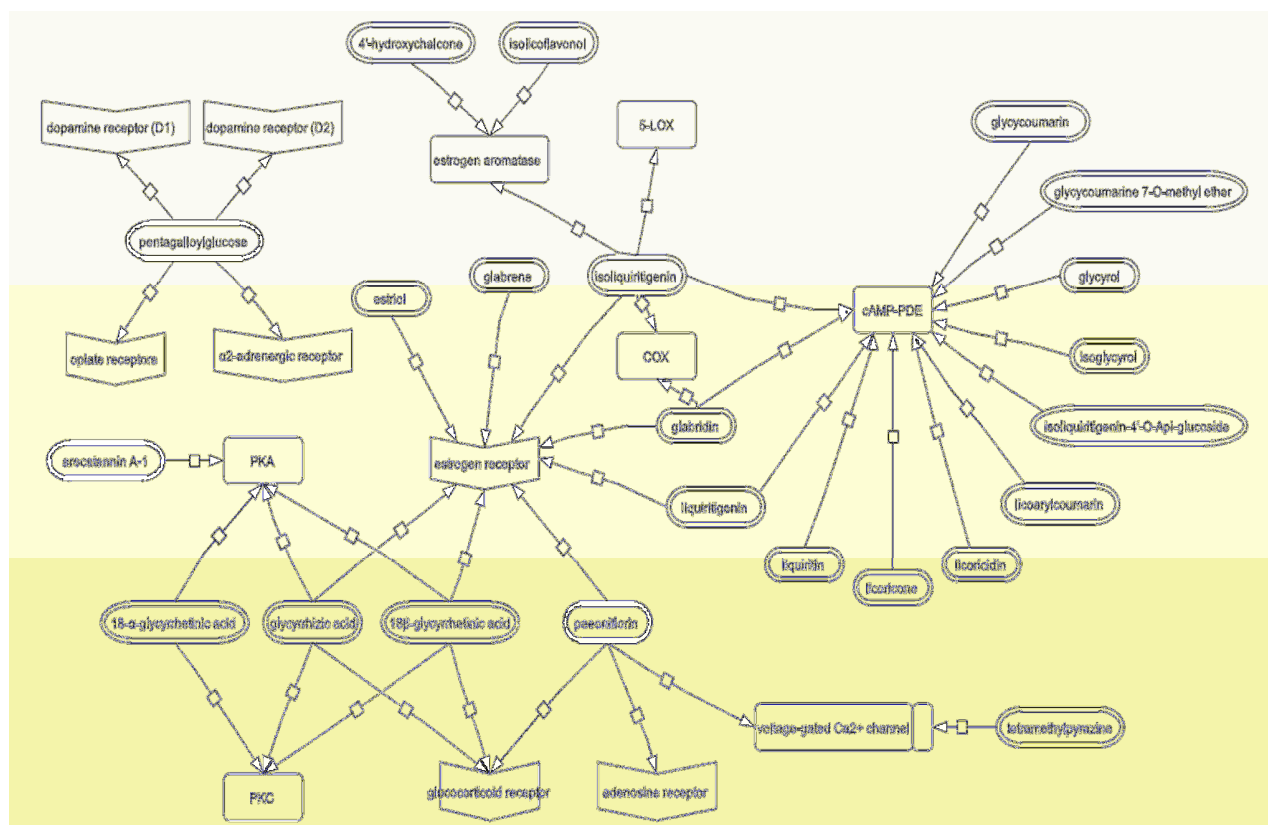 4'-hydroxychalcone
isolicoflavonol
dopamine receptor (D1)
dopamine receptor (D2)
5-LOX
glycycoumarin
estrogen aromatase
glycycoumarine 7-O-methyl ether
pentagalloylglucose
glabrene
isoliquiritigenin
glycyrol
estriol
cAMP-PDE
opiate receptors
α2-adrenergic receptor
COX
isoglycyrol
glabridin
isoliquiritigenin-4'-O-Api-glucoside
arecatannin A-1
PKA
estrogen receptor
liquiritigenin
licoarylcoumarin
liquiritin
licoricidin
licoricone
18-α-glycyrrhetinic acid
glycyrrhizic acid
18β-glycyrrhetinic acid
paeoniflorin
voltage-gated Ca2+ channel
tetramethylpyrazine
PKC
glucocorticoid receptor
adenosine receptor